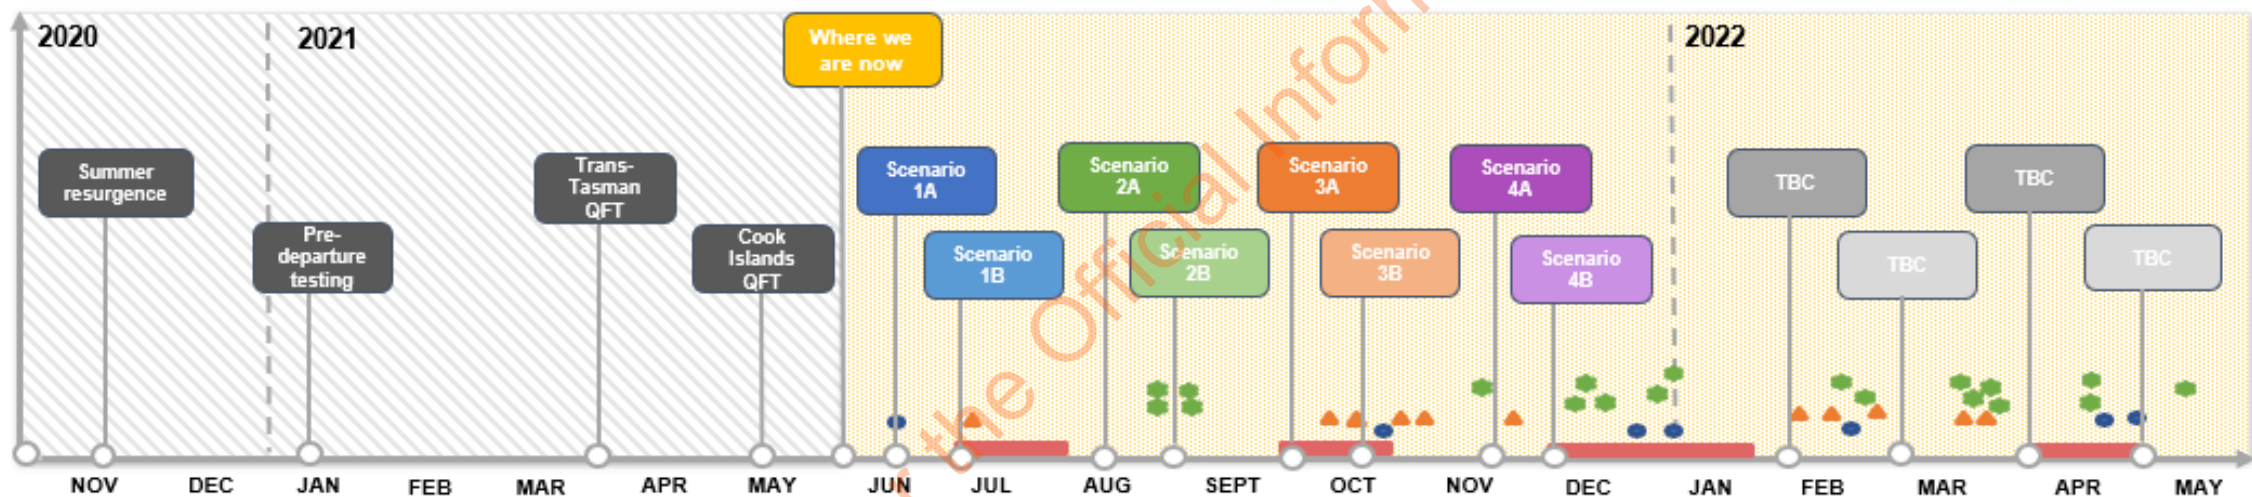 2020
2021
2022
Where we
are now
Summer
resurgence
Pre-
departure
testing
Trans-
Tasman
QFT
Cook
Islands
QFT
Scenario
1A
Scenario
1B
Scenario
2A
Scenario
2B
Scenario
3A
Scenario
3B
Scenario
4A
Scenario
4B
TBC
TBC
TBC
TBC
the Official Inform
NOV DEC JAN FEB MAR APR MAY JUN JUL AUG SEPT OCT NOV DEC JAN FEB MAR APR MAY